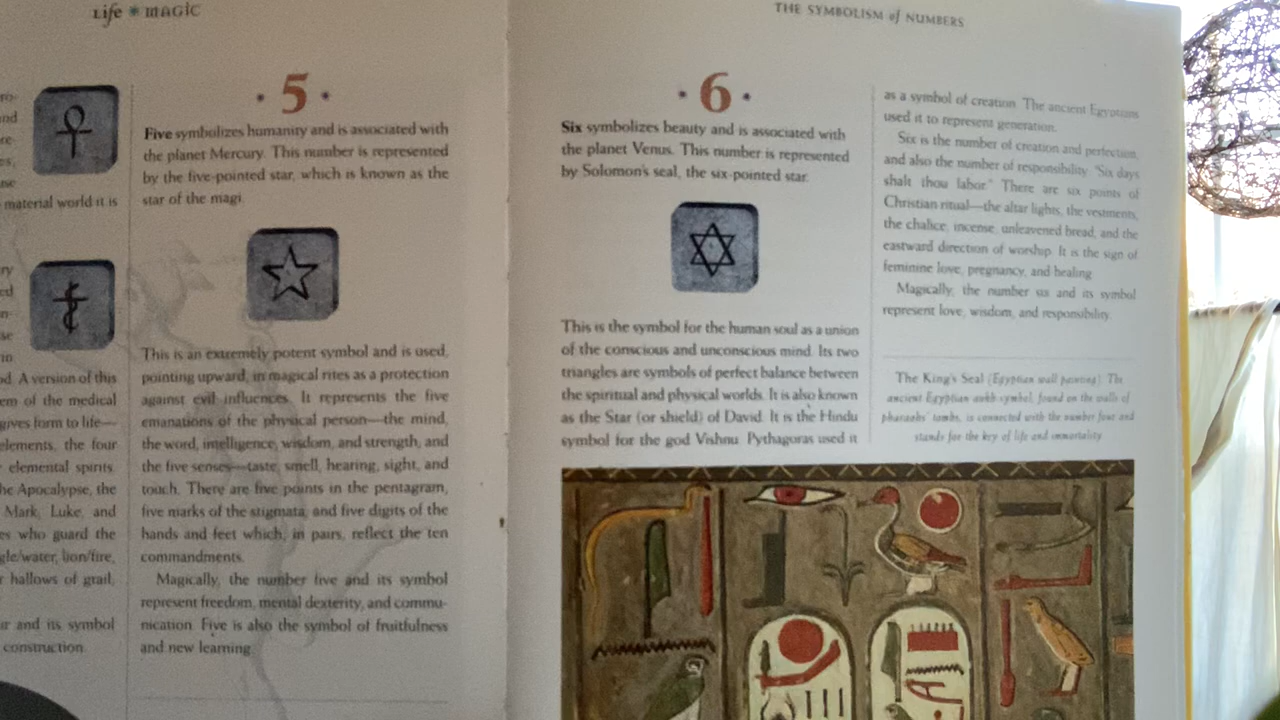 Life * MAGIC
ro-
nd
re
es,
ne
material world it is
ry
ed
n-
se
in
od. A version of this
em of the medical
gives form to life—
elements, the four
elemental spirits.
he Apocalypse, the
Mark, Luke, and
es who guard the
gle/water, lion/fire,
r hallows of grail,
ur and its symbol
construction.
• 5 •
Five symbolizes humanity and is associated with
the planet Mercury. This number is represented
by the five-pointed star, which is known as the
star of the magi.
This is an extremely potent symbol and is used,
pointing upward, in magical rites as a protection
against evil influences. It represents the five
emanations of the physical person—the mind,
the word, intelligence, wisdom, and strength, and
the five senses—taste, smell, hearing, sight, and
touch. There are five points in the pentagram,
five marks of the stigmata, and five digits of the
hands and feet which, in pairs, reflect the ten
commandments.
Magically, the number five and its symbol
represent freedom, mental dexterity, and commu-
nication. Five is also the symbol of fruitfulness
and new learning.
THE SYMBOLISM of NUMBERS
• 6 •
Six symbolizes beauty and is associated with
the planet Venus. This number is represented
by Solomon's seal, the six-pointed star.
This is the symbol for the human soul as a union
of the conscious and unconscious mind. Its two
triangles are symbols of perfect balance between
the spiritual and physical worlds. It is also known
as the Star (or shield) of David. It is the Hindu
symbol for the god Vishnu. Pythagoras used it
as a symbol of creation. The ancient Egyptians
used it to represent generation.
Six is the number of creation and perfection,
and also the number of responsibility. "Six days
shalt thou labor." There are six points of
Christian ritual—the altar lights, the vestments,
the chalice, incense, unleavened bread, and the
eastward direction of worship. It is the sign of
feminine love, pregnancy, and healing.
Magically, the number six and its symbol
represent love, wisdom, and responsibility.
The King's Seal (Egyptian wall painting) The
ancient Egyptian ankh symbol, found on the walls of
pharaohs' tombs, is connected with the number four and
stands for the key of life and immortality.